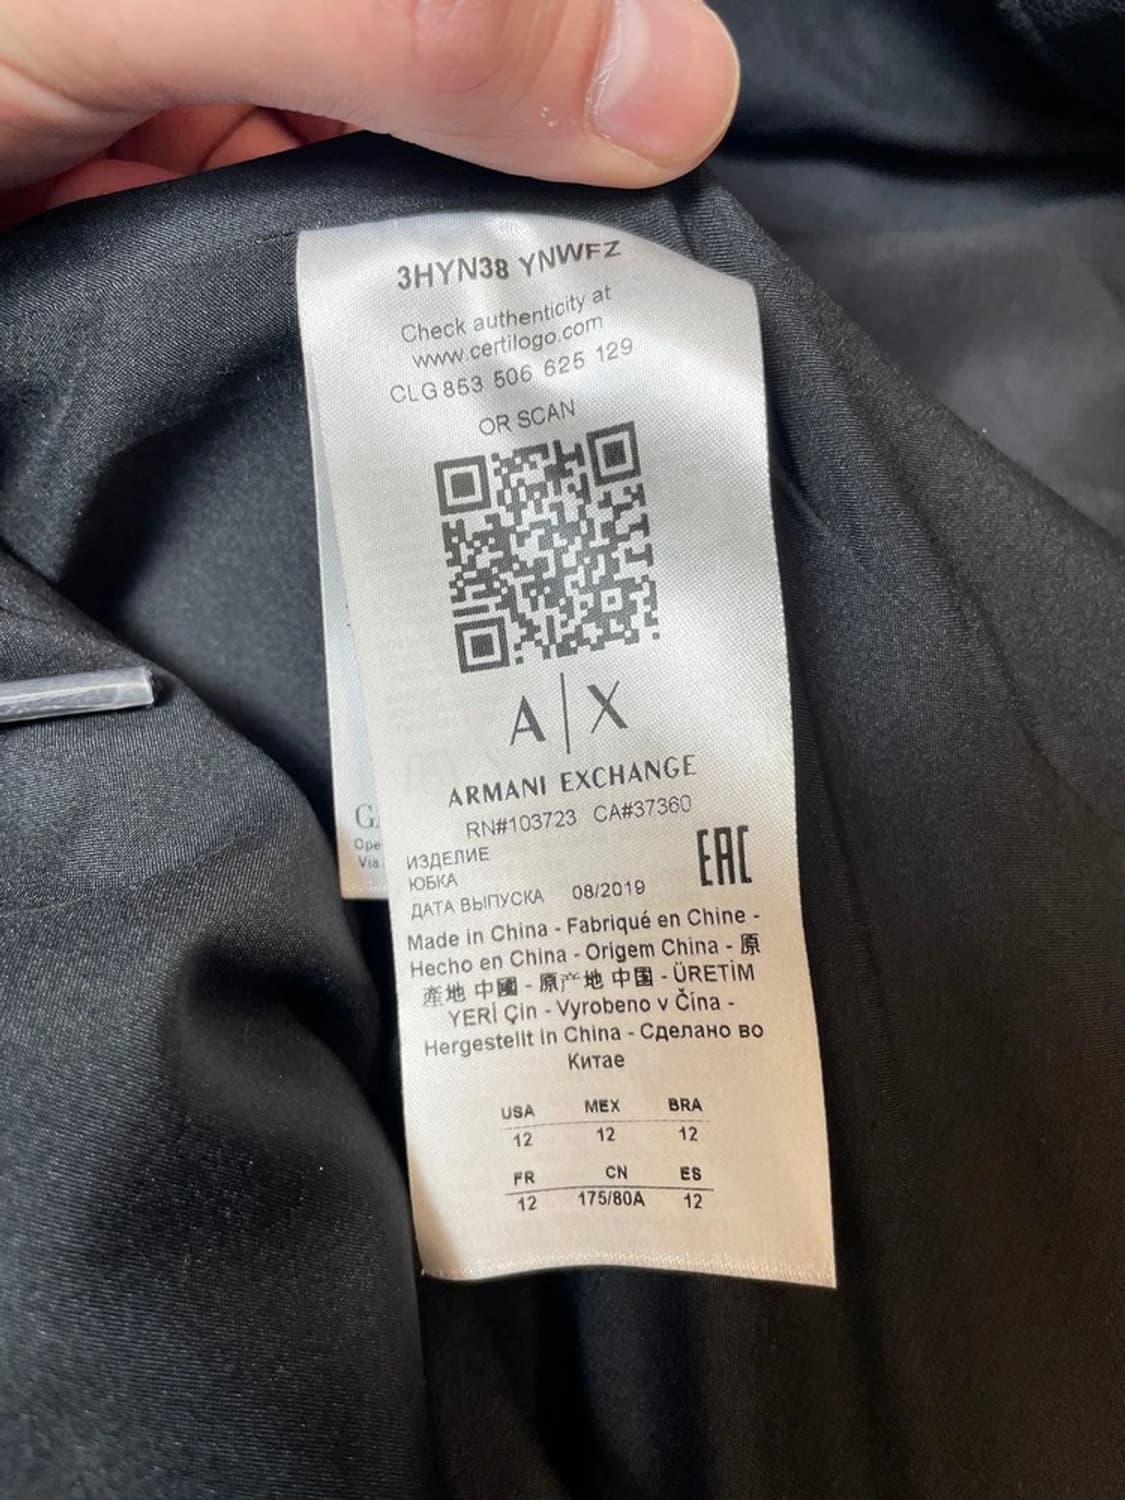 3HYN38 YNWFZ
Check authenticity at
www.certilogo.com
CLG 853 506 625 129
OR SCAN
A|X
ARMANI EXCHANGE
RN#103723 CA#37360
ИЗДЕЛИЕ
ЮБКА
EAC
ДАТА ВЫПУСКА 08/2019
Made in China - Fabriqué en Chine -
Hecho en China - Origem China - 原
產地 中國 - 原产地 中国 - ÜRETİM
YERİ Çin - Vyrobeno v Čína -
Hergestellt in China - Сделано во
Китае
USA MEX BRA
12 12 12
FR CN ES
12 175/80A 12
Via